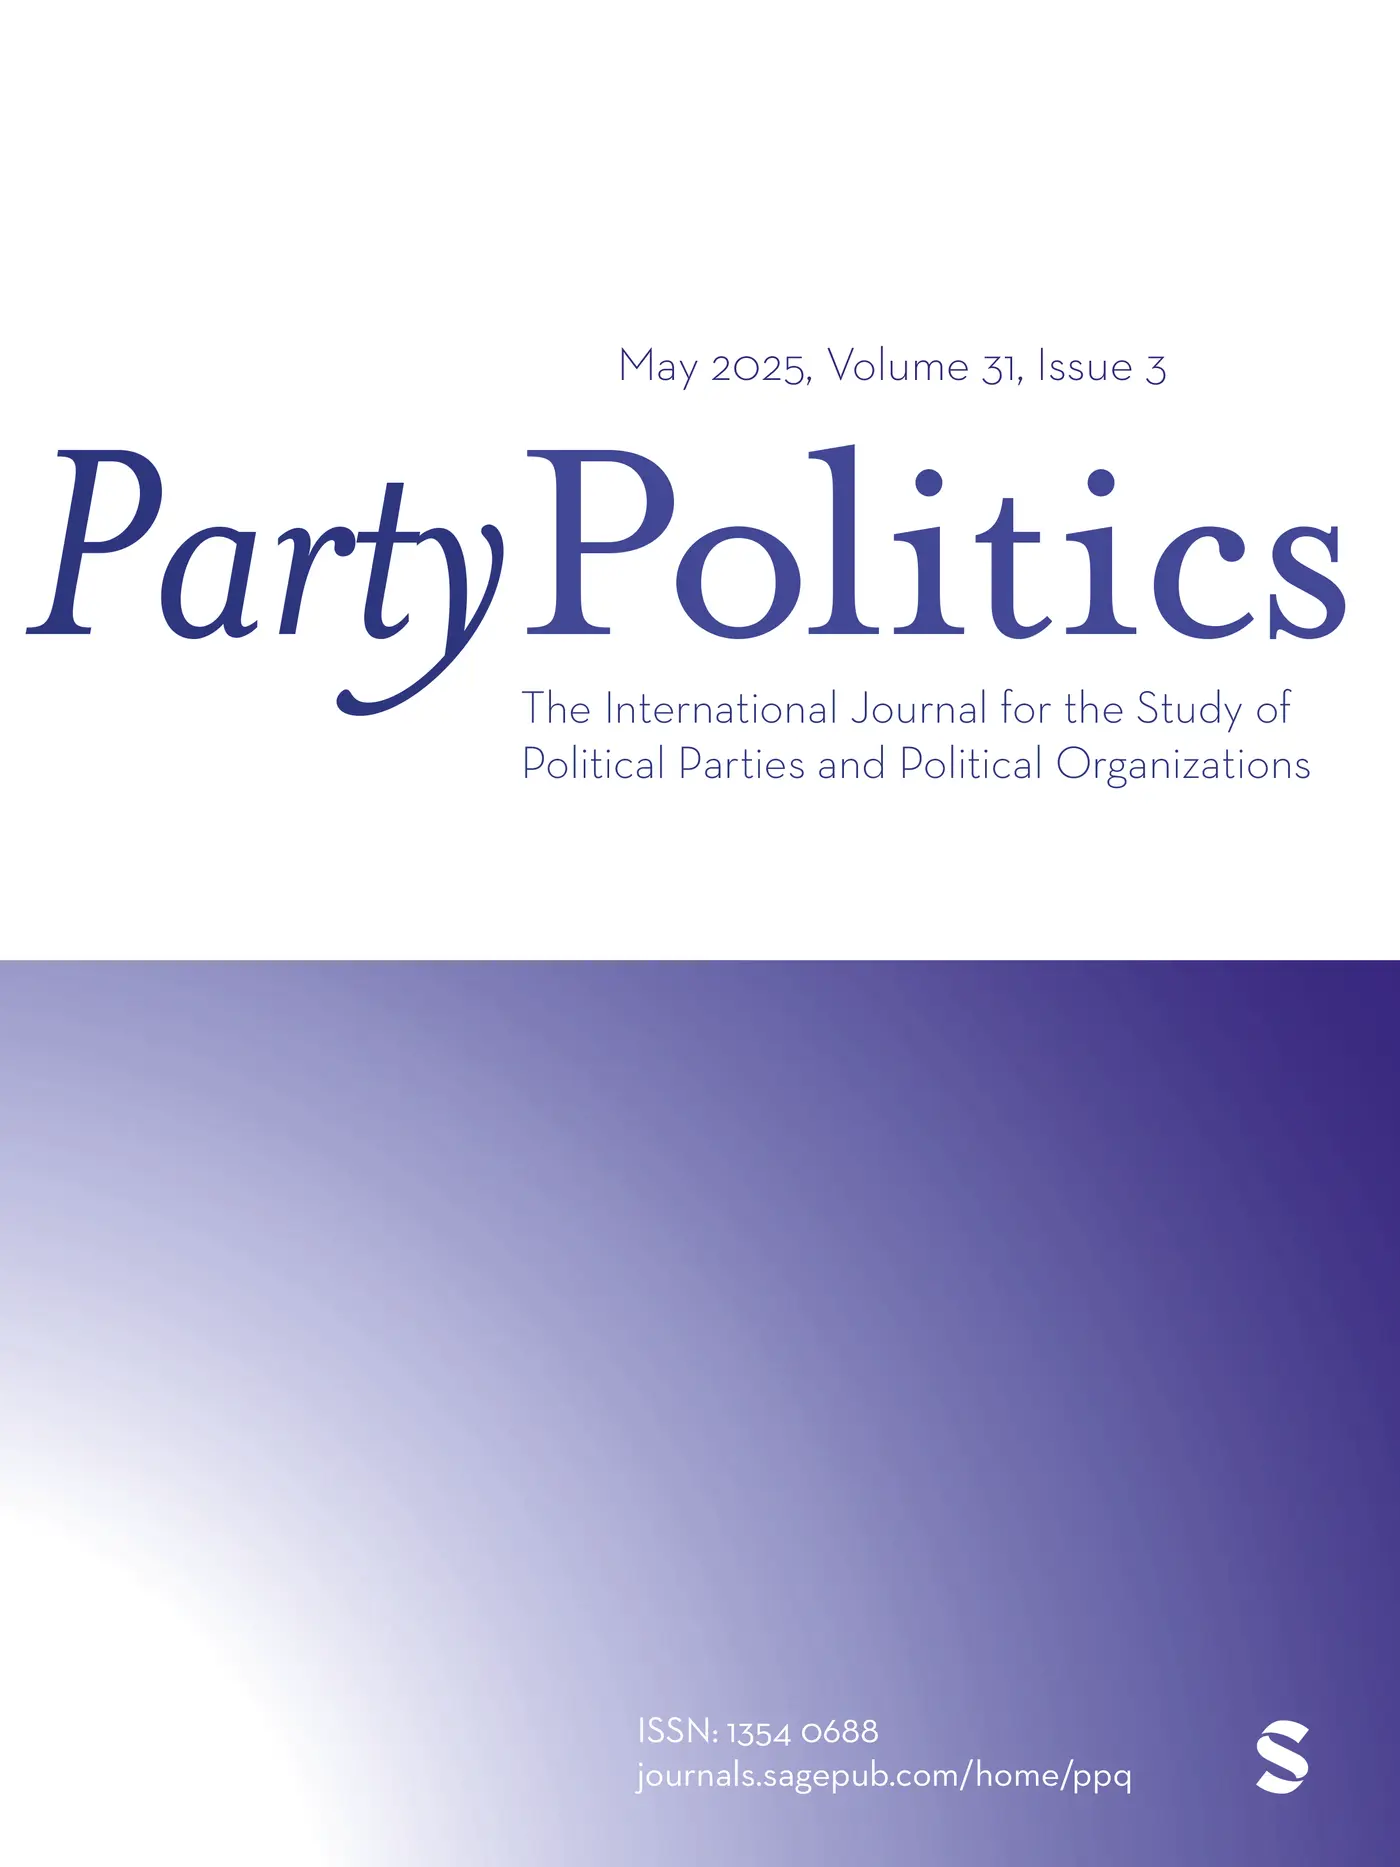 May 2025, Volume 31, Issue 3
Party Politics
The International Journal for the Study of
Political Parties and Political Organizations
ISSN: 1354 0688
journals.sagepub.com/home/ppq
S